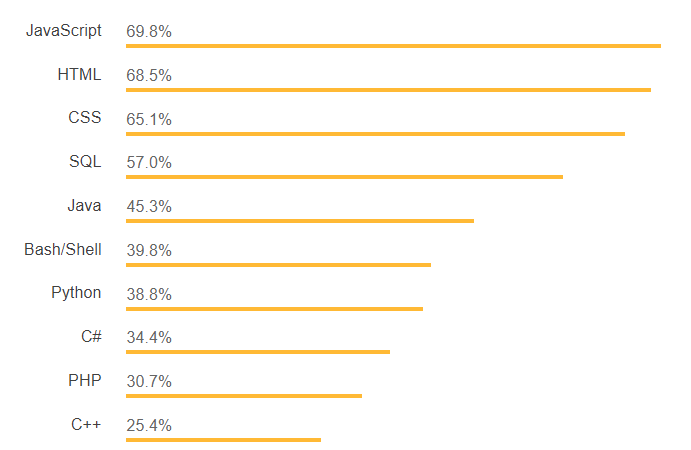 JavaScript 69.8%
HTML 68.5%
CSS 65.1%
SQL 57.0%
Java 45.3%
Bash/Shell 39.8%
Python 38.8%
C# 34.4%
PHP 30.7%
C++ 25.4%